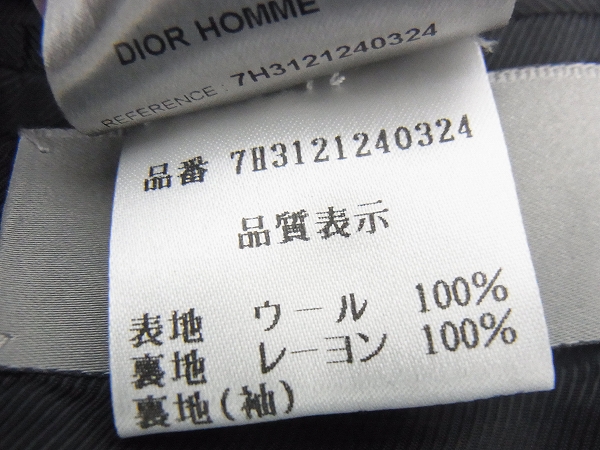 DIOR HOMME
REFERENCE : 7H3121240324
品番 7H3121240324
品質表示
表地 ウール 100%
裏地 レーヨン 100%
裏地(袖)